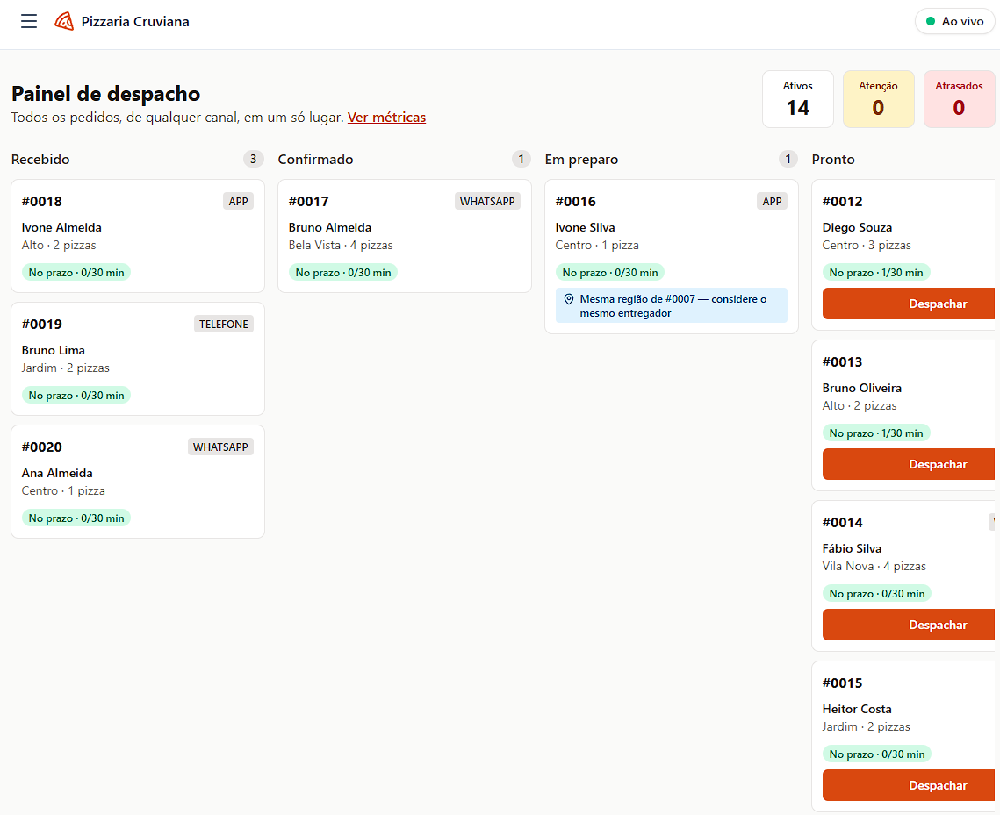 Pizzaria Cruviana
Ao vivo
Painel de despacho
Todos os pedidos, de qualquer canal, em um só lugar. Ver métricas
Ativos
14
Atenção
0
Atrasados
0
Recebido
3
#0018
APP
Ivone Almeida
Alto · 2 pizzas
No prazo · 0/30 min
#0019
TELEFONE
Bruno Lima
Jardim · 2 pizzas
No prazo · 0/30 min
#0020
WHATSAPP
Ana Almeida
Centro · 1 pizza
No prazo · 0/30 min
Confirmado
1
#0017
WHATSAPP
Bruno Almeida
Bela Vista · 4 pizzas
No prazo · 0/30 min
Em preparo
1
#0016
APP
Ivone Silva
Centro · 1 pizza
No prazo · 0/30 min
Mesma região de #0007 — considere o
mesmo entregador
Pronto
#0012
Diego Souza
Centro · 3 pizzas
No prazo · 1/30 min
Despachar
#0013
Bruno Oliveira
Alto · 2 pizzas
No prazo · 1/30 min
Despachar
#0014
Fábio Silva
Vila Nova · 4 pizzas
No prazo · 0/30 min
Despachar
#0015
Heitor Costa
Jardim · 2 pizzas
No prazo · 0/30 min
Despachar